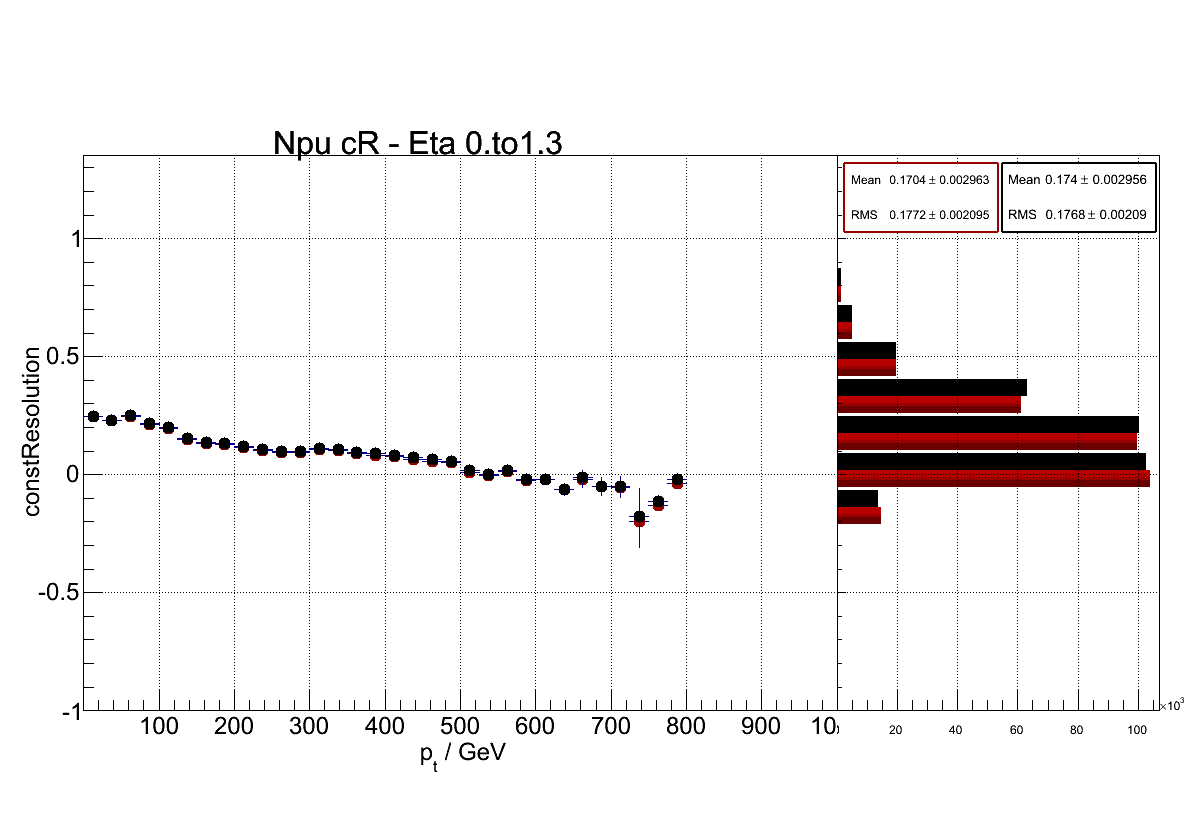 Npu cR - Eta 0.to1.3
Mean 0.1704 ± 0.002963
RMS 0.1772 ± 0.002095
Mean 0.174 ± 0.002956
RMS 0.1768 ± 0.00209
constResolution
1
0.5
0
-0.5
-1
100 200 300 400 500 600 700 800 900 10
p_t / GeV
20 40 60 80 100
×10³